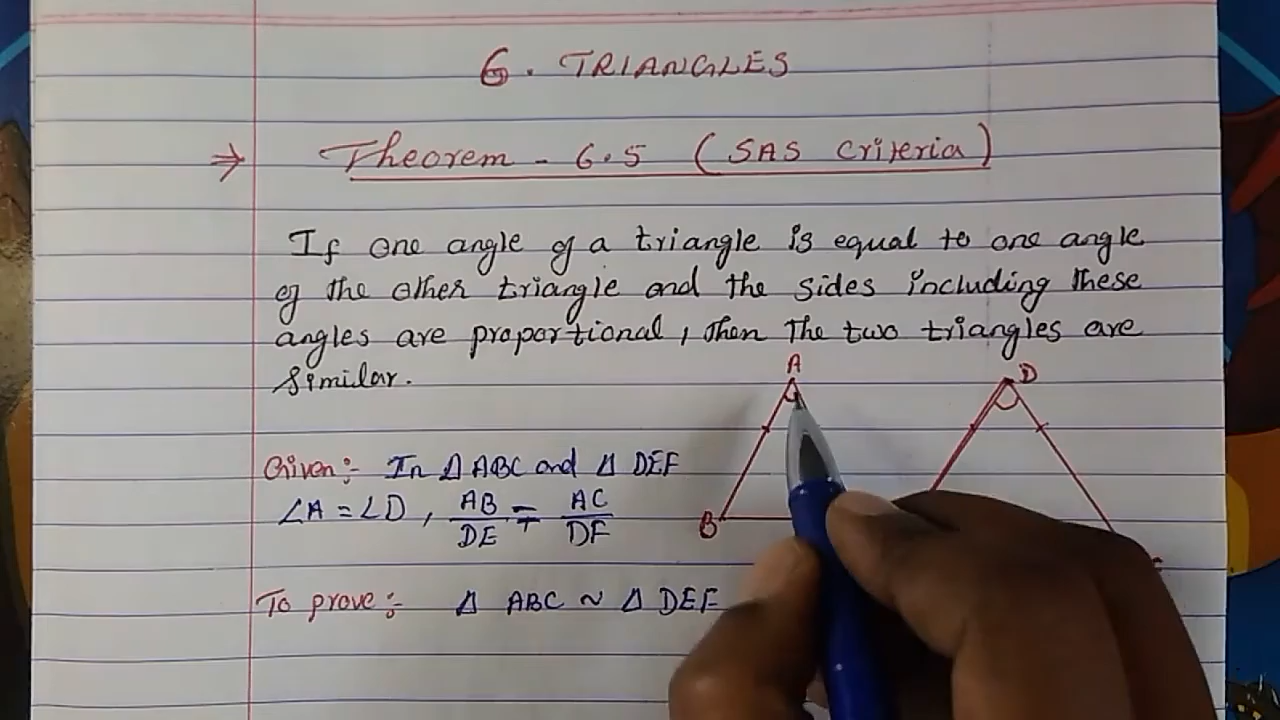 6. TRIANGLES
⇒ Theorem - 6.5 (SAS Criteria)
If one angle of a triangle is equal to one angle
of the other triangle and the sides including these
angles are proportional, then the two triangles are
similar.
A D
Given:- In Δ ABC and Δ DEF
∠A = ∠D, AB/DE = AC/DF
B
To prove:- Δ ABC ~ Δ DEF